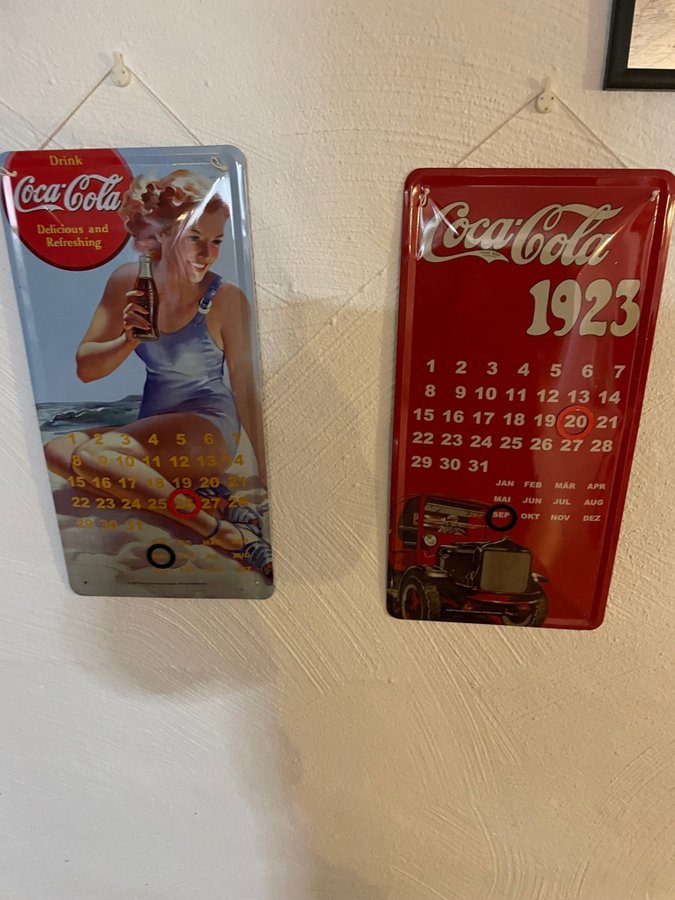 Drink
Coca-Cola
Delicious and
Refreshing
1 2 3 4 5 6 7
8 9 10 11 12 13 14
15 16 17 18 19 20 21
22 23 24 25 26 27 28
29 30 31
Coca-Cola
1923
1 2 3 4 5 6 7
8 9 10 11 12 13 14
15 16 17 18 19 20 21
22 23 24 25 26 27 28
29 30 31
JAN FEB MÄR APR
MAI JUN JUL AUG
SEP OKT NOV DEZ